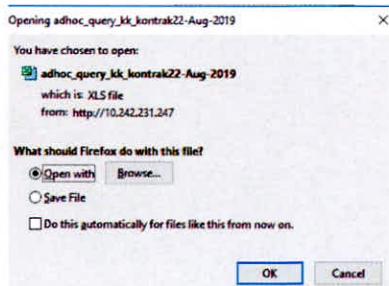 Opening adhoc_query_kk_kontrak22-Aug-2019
You have chosen to open:
adhoc_query_kk_kontrak22-Aug-2019
which is: XLS file
from: http://10.242.231.247
What should Firefox do with this file?
Open with Browse...
Save File
Do this automatically for files like this from now on.
OK Cancel